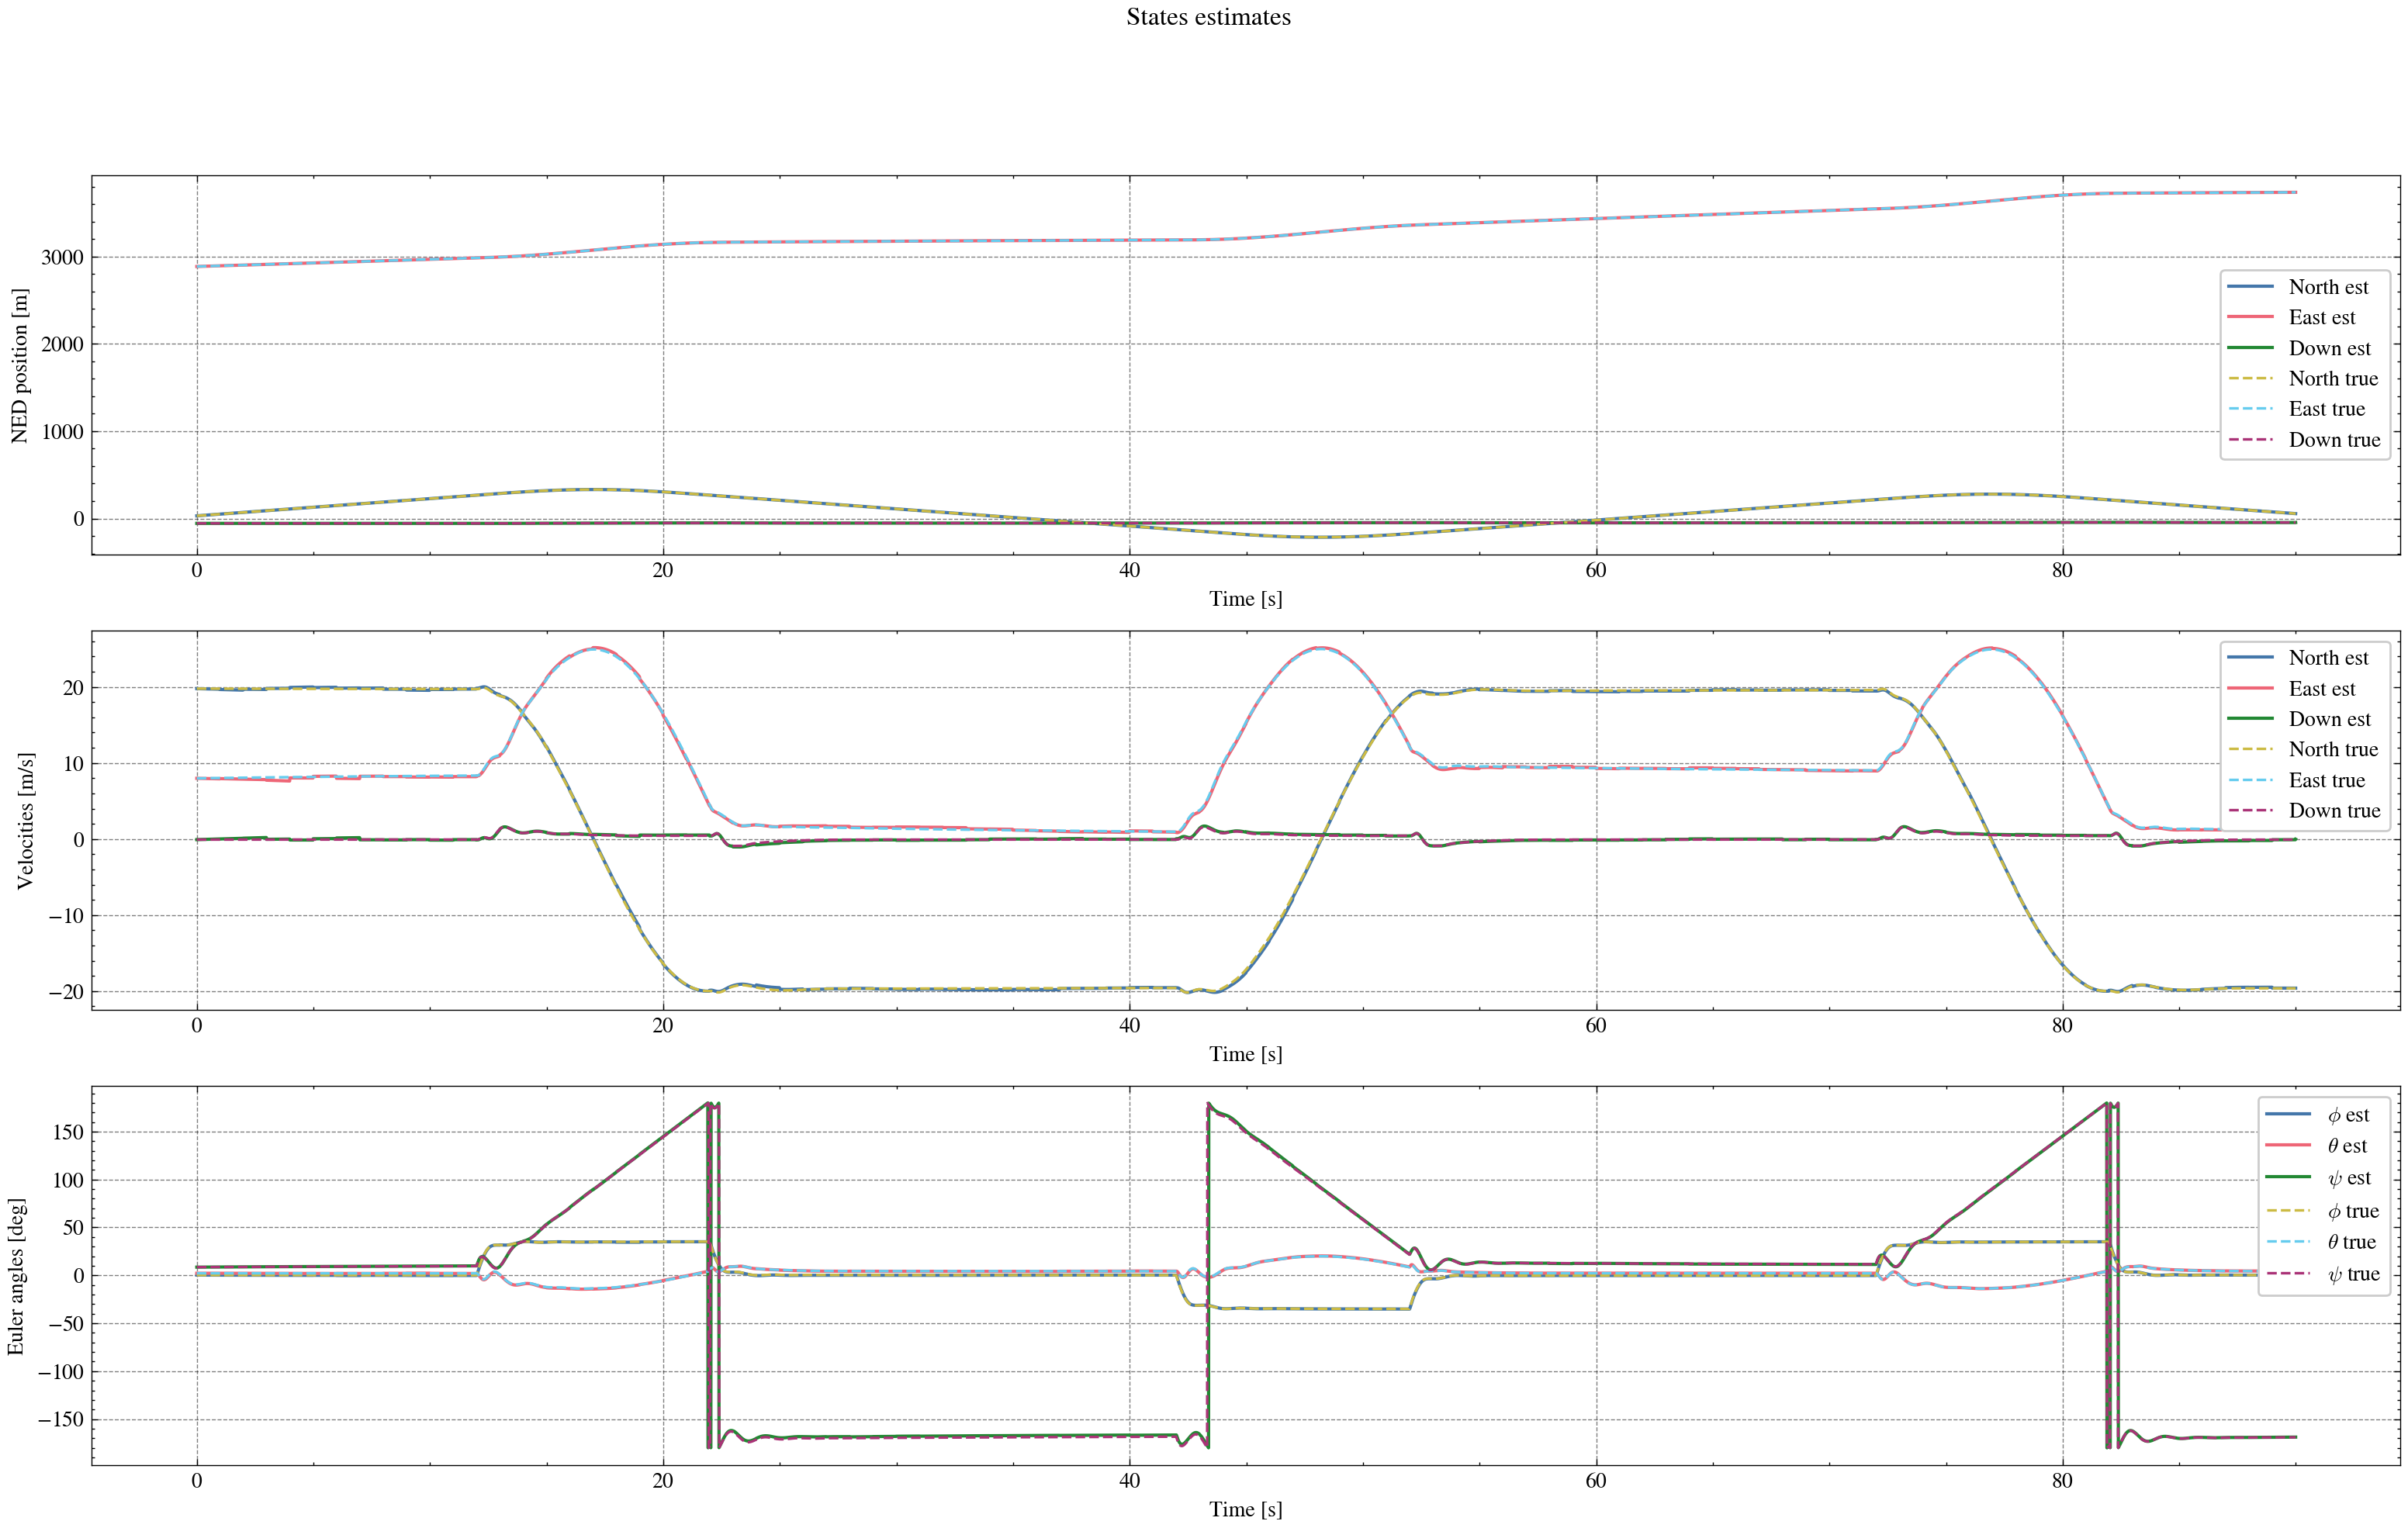 States estimates
NED position [m]
3000
2000
1000
0
North est
East est
Down est
North true
East true
Down true
0 20 40 60 80
Time [s]
Velocities [m/s]
20
10
0
−10
−20
North est
East est
Down est
North true
East true
Down true
0 20 40 60 80
Time [s]
Euler angles [deg]
150
100
50
0
−50
−100
−150
ϕ est
θ est
ψ est
ϕ true
θ true
ψ true
0 20 40 60 80
Time [s]